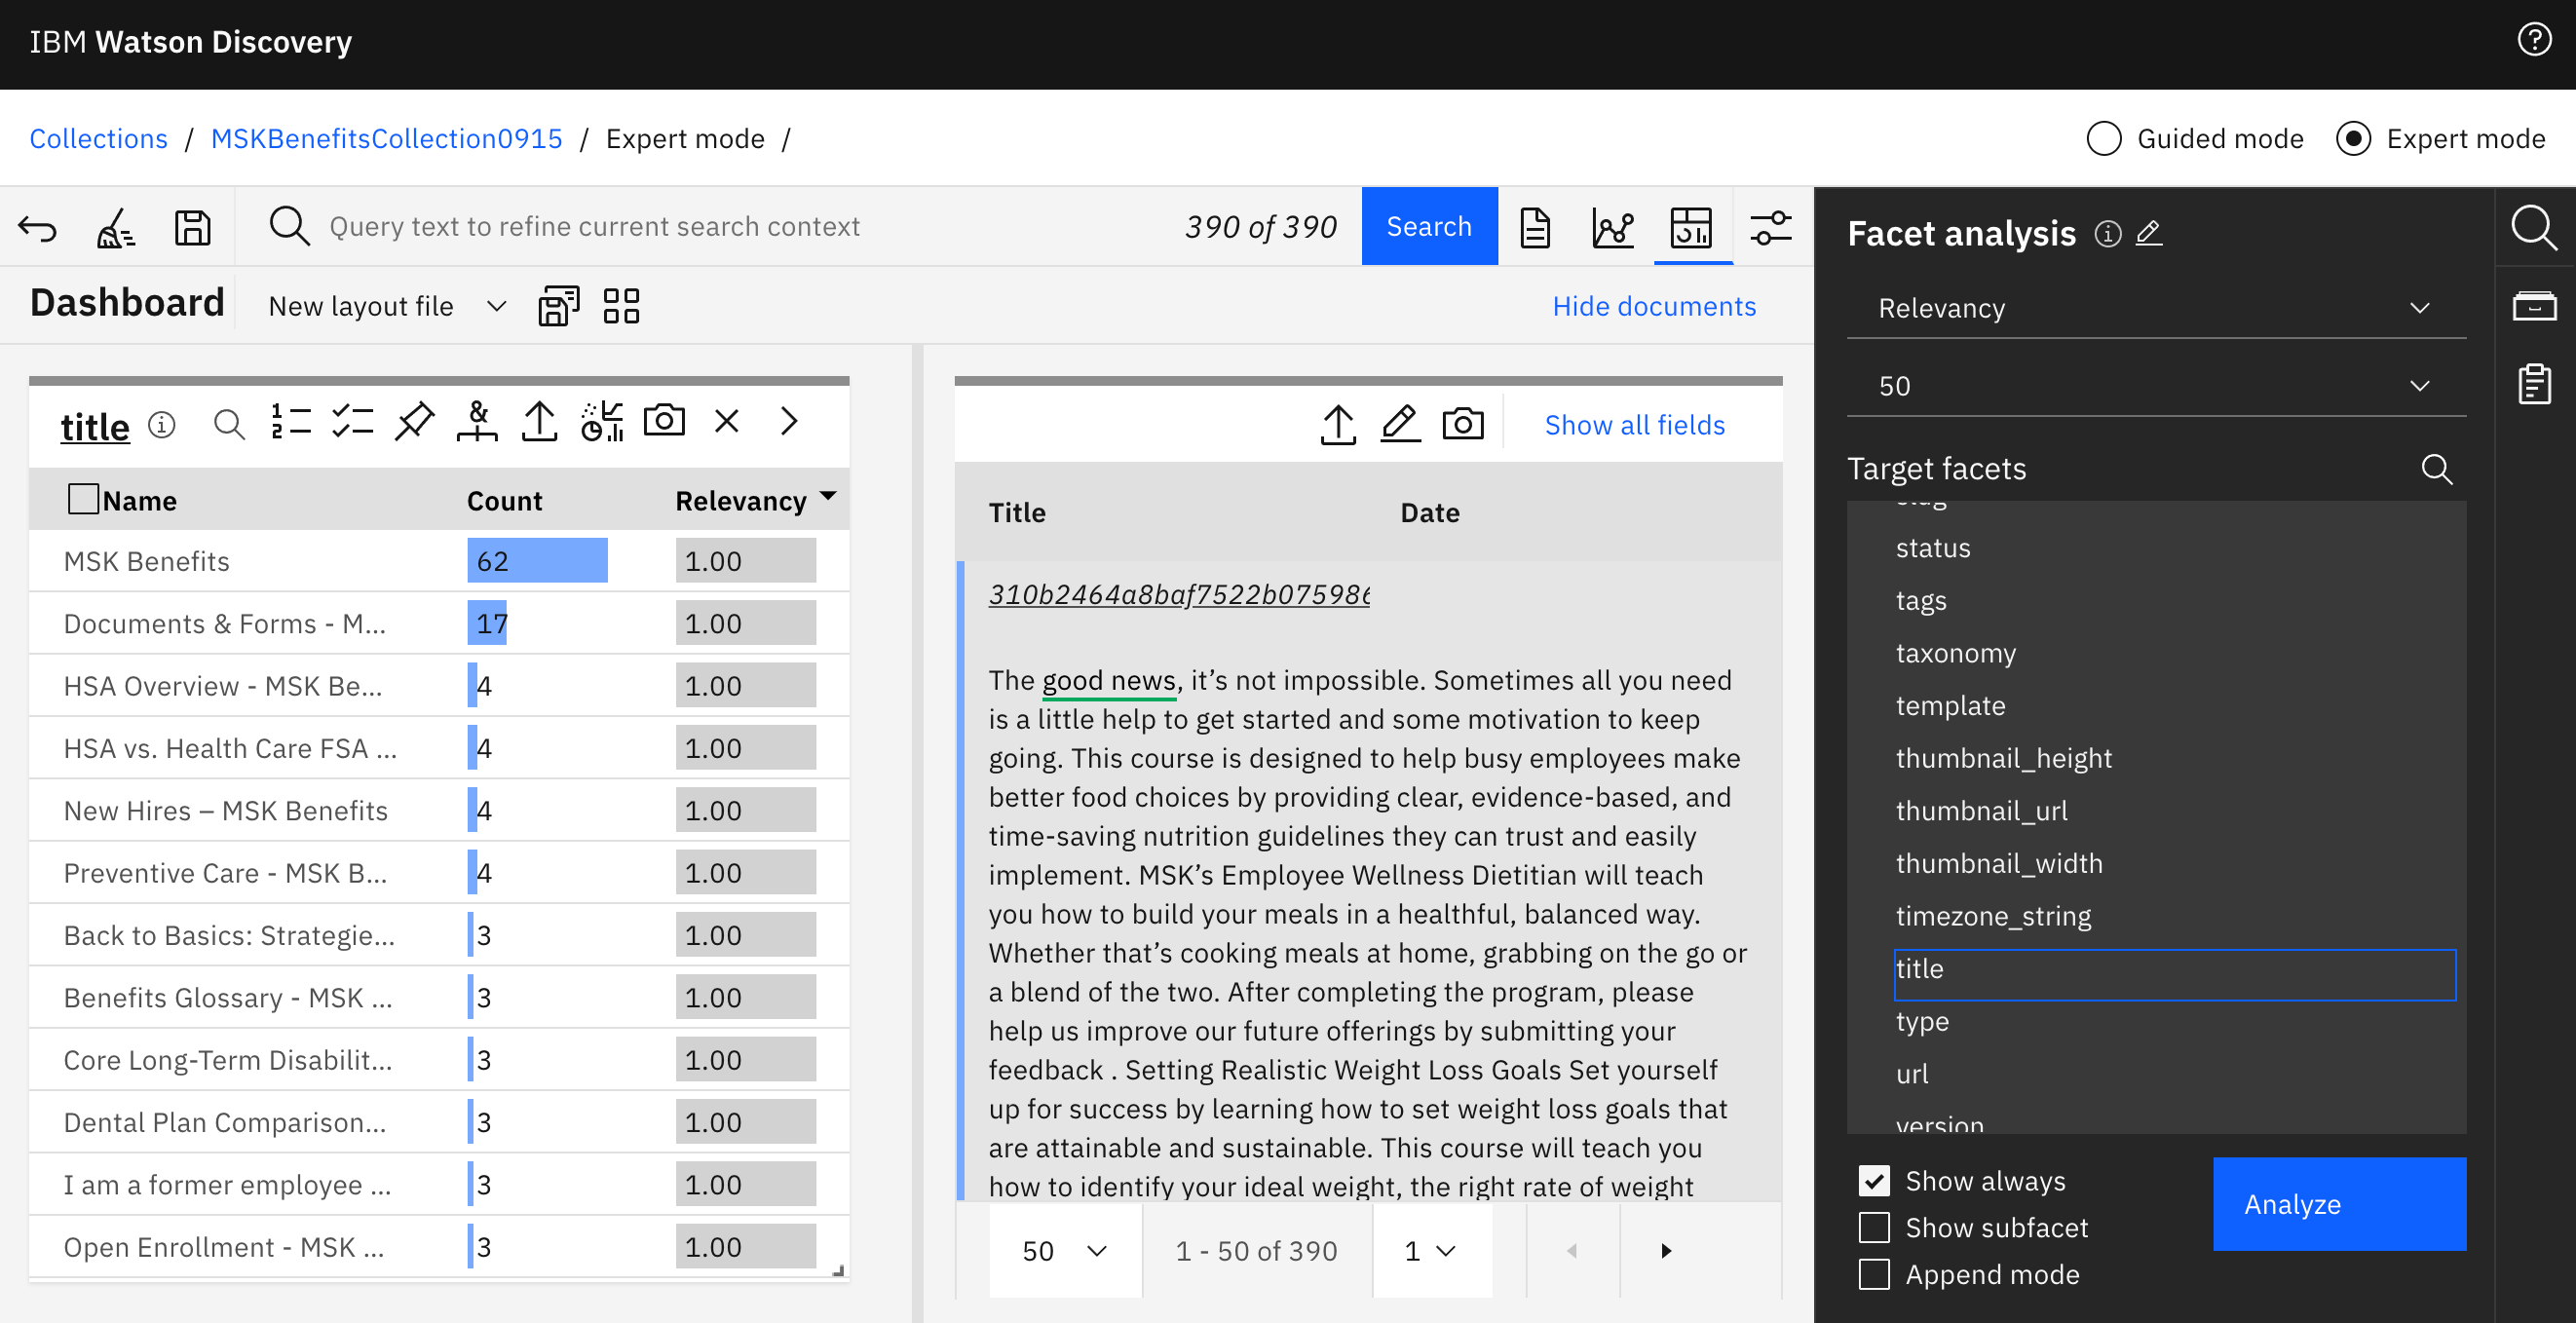 IBM Watson Discovery
Collections / MSKBenefitsCollection0915 / Expert mode /
Guided mode
Expert mode
Query text to refine current search context
390 of 390
Search
Dashboard
New layout file
Hide documents
title
Name Count Relevancy
MSK Benefits 62 1.00
Documents & Forms - M... 17 1.00
HSA Overview - MSK Be... 4 1.00
HSA vs. Health Care FSA ... 4 1.00
New Hires – MSK Benefits 4 1.00
Preventive Care - MSK B... 4 1.00
Back to Basics: Strategie... 3 1.00
Benefits Glossary - MSK ... 3 1.00
Core Long-Term Disabilit... 3 1.00
Dental Plan Comparison... 3 1.00
I am a former employee ... 3 1.00
Open Enrollment - MSK ... 3 1.00
Show all fields
Title Date
310b2464a8baf7522b075986
The good news, it’s not impossible. Sometimes all you need
is a little help to get started and some motivation to keep
going. This course is designed to help busy employees make
better food choices by providing clear, evidence-based, and
time-saving nutrition guidelines they can trust and easily
implement. MSK’s Employee Wellness Dietitian will teach
you how to build your meals in a healthful, balanced way.
Whether that’s cooking meals at home, grabbing on the go or
a blend of the two. After completing the program, please
help us improve our future offerings by submitting your
feedback . Setting Realistic Weight Loss Goals Set yourself
up for success by learning how to set weight loss goals that
are attainable and sustainable. This course will teach you
how to identify your ideal weight, the right rate of weight
50
1 - 50 of 390
1
Facet analysis
Relevancy
50
Target facets
slug
status
tags
taxonomy
template
thumbnail_height
thumbnail_url
thumbnail_width
timezone_string
title
type
url
version
Show always
Show subfacet
Append mode
Analyze